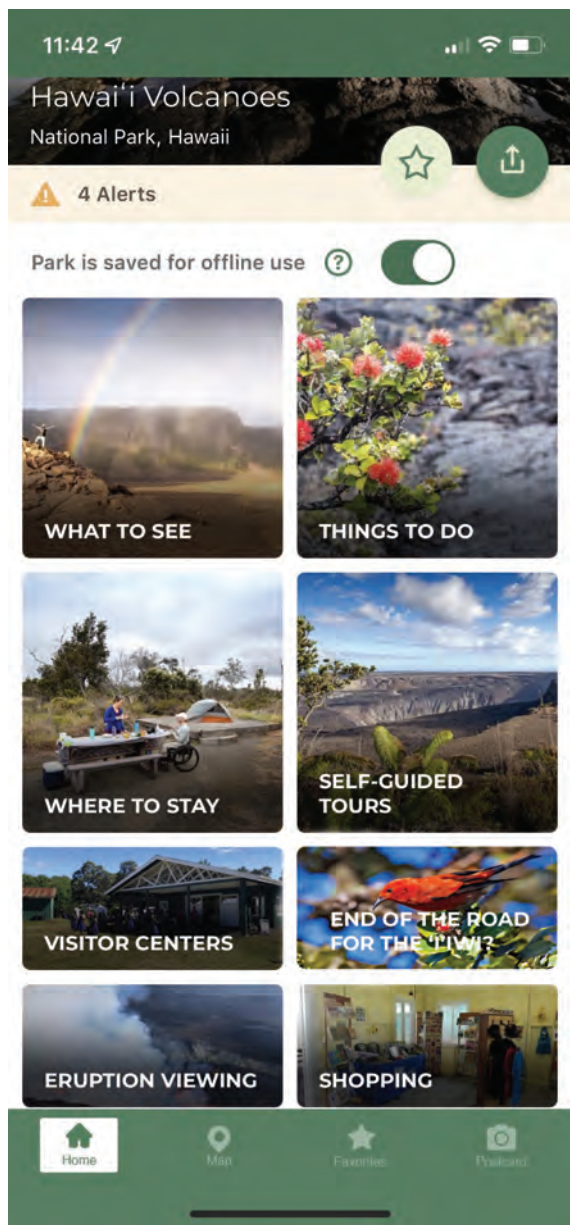 11:42
Hawaiʻi Volcanoes
National Park, Hawaii
4 Alerts
Park is saved for offline use ?
WHAT TO SEE
THINGS TO DO
WHERE TO STAY
SELF-GUIDED
TOURS
VISITOR CENTERS
END OF THE ROAD
FOR THE ʻIʻIWI?
ERUPTION VIEWING
SHOPPING
Home
Map
Favorites
Postcard